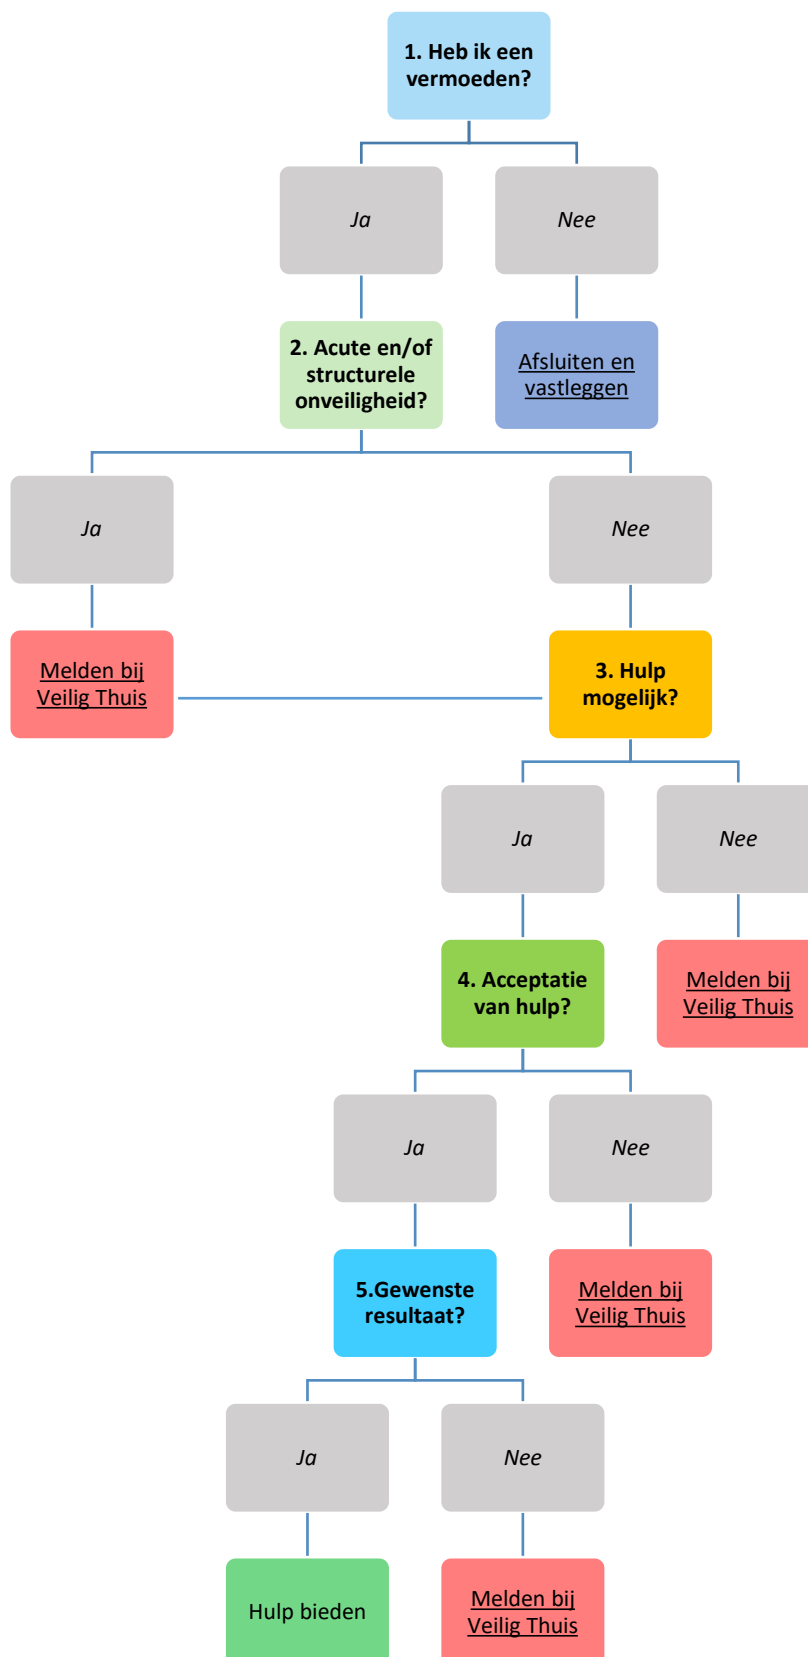 1. Heb ik een
vermoeden?
Ja
Nee
2. Acute en/of
structurele
onveiligheid?
Afsluiten en
vastleggen
Ja
Nee
Melden bij
Veilig Thuis
3. Hulp
mogelijk?
Ja
Nee
4. Acceptatie
van hulp?
Melden bij
Veilig Thuis
Ja
Nee
5.Gewenste
resultaat?
Melden bij
Veilig Thuis
Ja
Nee
Hulp bieden
Melden bij
Veilig Thuis